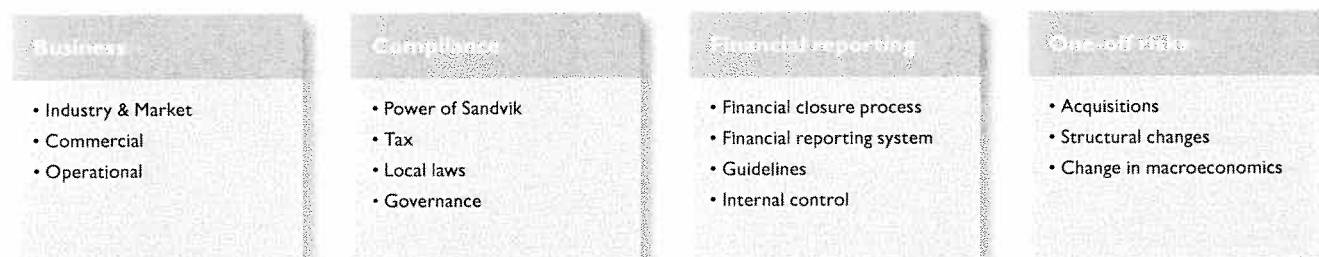 Business
• Industry & Market
• Commercial
• Operational
Compliance
• Power of Sandvik
• Tax
• Local laws
• Governance
Financial reporting
• Financial closure process
• Financial reporting system
• Guidelines
• Internal control
One-off risks
• Acquisitions
• Structural changes
• Change in macroeconomics